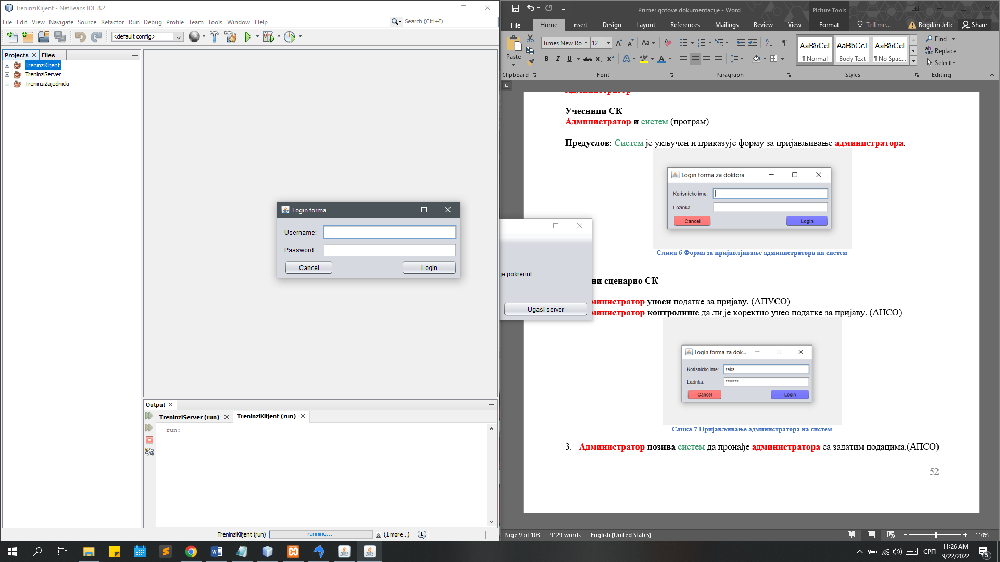 TreninziKlijent - NetBeans IDE 8.2
File Edit View Navigate Source Refactor Run Debug Profile Team Tools Window Help
Search (Ctrl+I)
<default config>
Projects
Files
TreninziKlijent
TreninziServer
TreninziZajednicki
Login forma
Username:
Password:
Cancel
Login
Output
TreninziServer (run)
TreninziKlijent (run)
run:
TreninziKlijent (run)
running...
(1 more...)
1
je pokrenut
Ugasi server
Primer gotove dokumentacije - Word
Picture Tools
File Home Insert Design Layout References Mailings Review View Format
Tell me...
Bogdan Jelic
Share
Paste
Clipboard
Times New Ro
12
Font
Paragraph
AaBbCcI
¶ Normal
AaBbCcI
Body Text
AaBbCcI
¶ No Spac...
Styles
Find
Replace
Select
Editing
Администратор
Учесници СК
Администратор и систем (програм)
Предуслов: Систем је укључен и приказује форму за пријављивање администратора.
Login forma za doktora
Korisnicko ime:
Lozinka:
Cancel
Login
Слика 6 Форма за пријављивање администратора на систем
ни сценарио СК
министратор уноси податке за пријаву. (АПУСО)
министратор контролише да ли је коректно унео податке за пријаву. (АНСО)
Login forma za dok...
Korisnicko ime:
zeks
Lozinka:
*******
Cancel
Login
Слика 7 Пријављивање администратора на систем
3. Администратор позива систем да пронађе администратора са задатим подацима.(АПСО)
52
Page 9 of 103
9129 words
English (United States)
110%
СРП
11:26 AM
9/22/2022
5